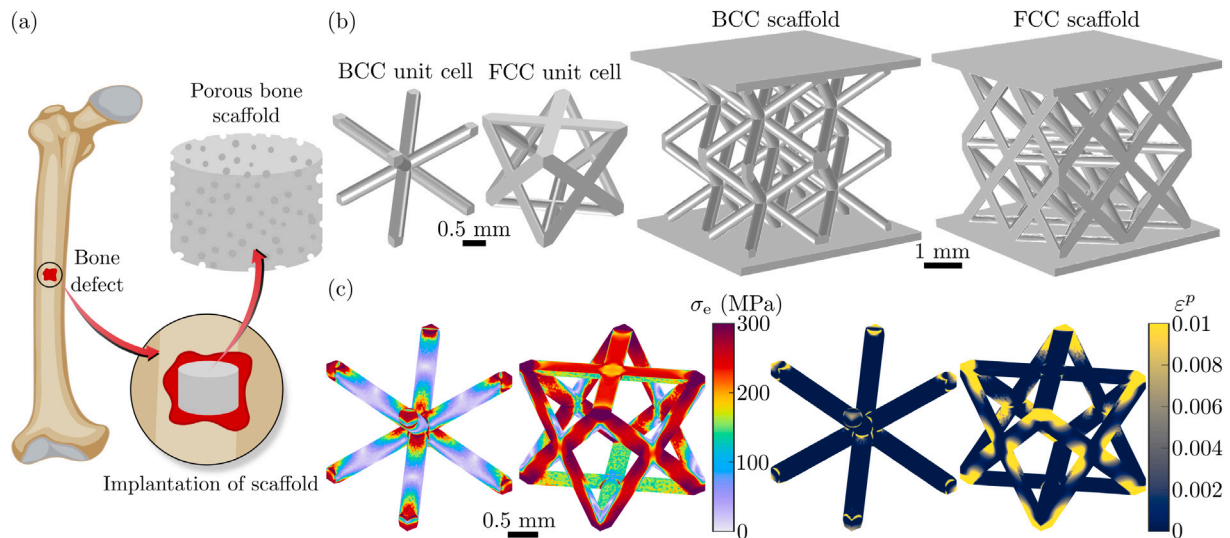 (a)
Porous bone
scaffold
Bone
defect
Implantation of scaffold
(b)
BCC unit cell
FCC unit cell
0.5 mm
BCC scaffold
FCC scaffold
1 mm
(c)
σe (MPa)
300
200
100
0
0.5 mm
εp
0.01
0.008
0.006
0.004
0.002
0